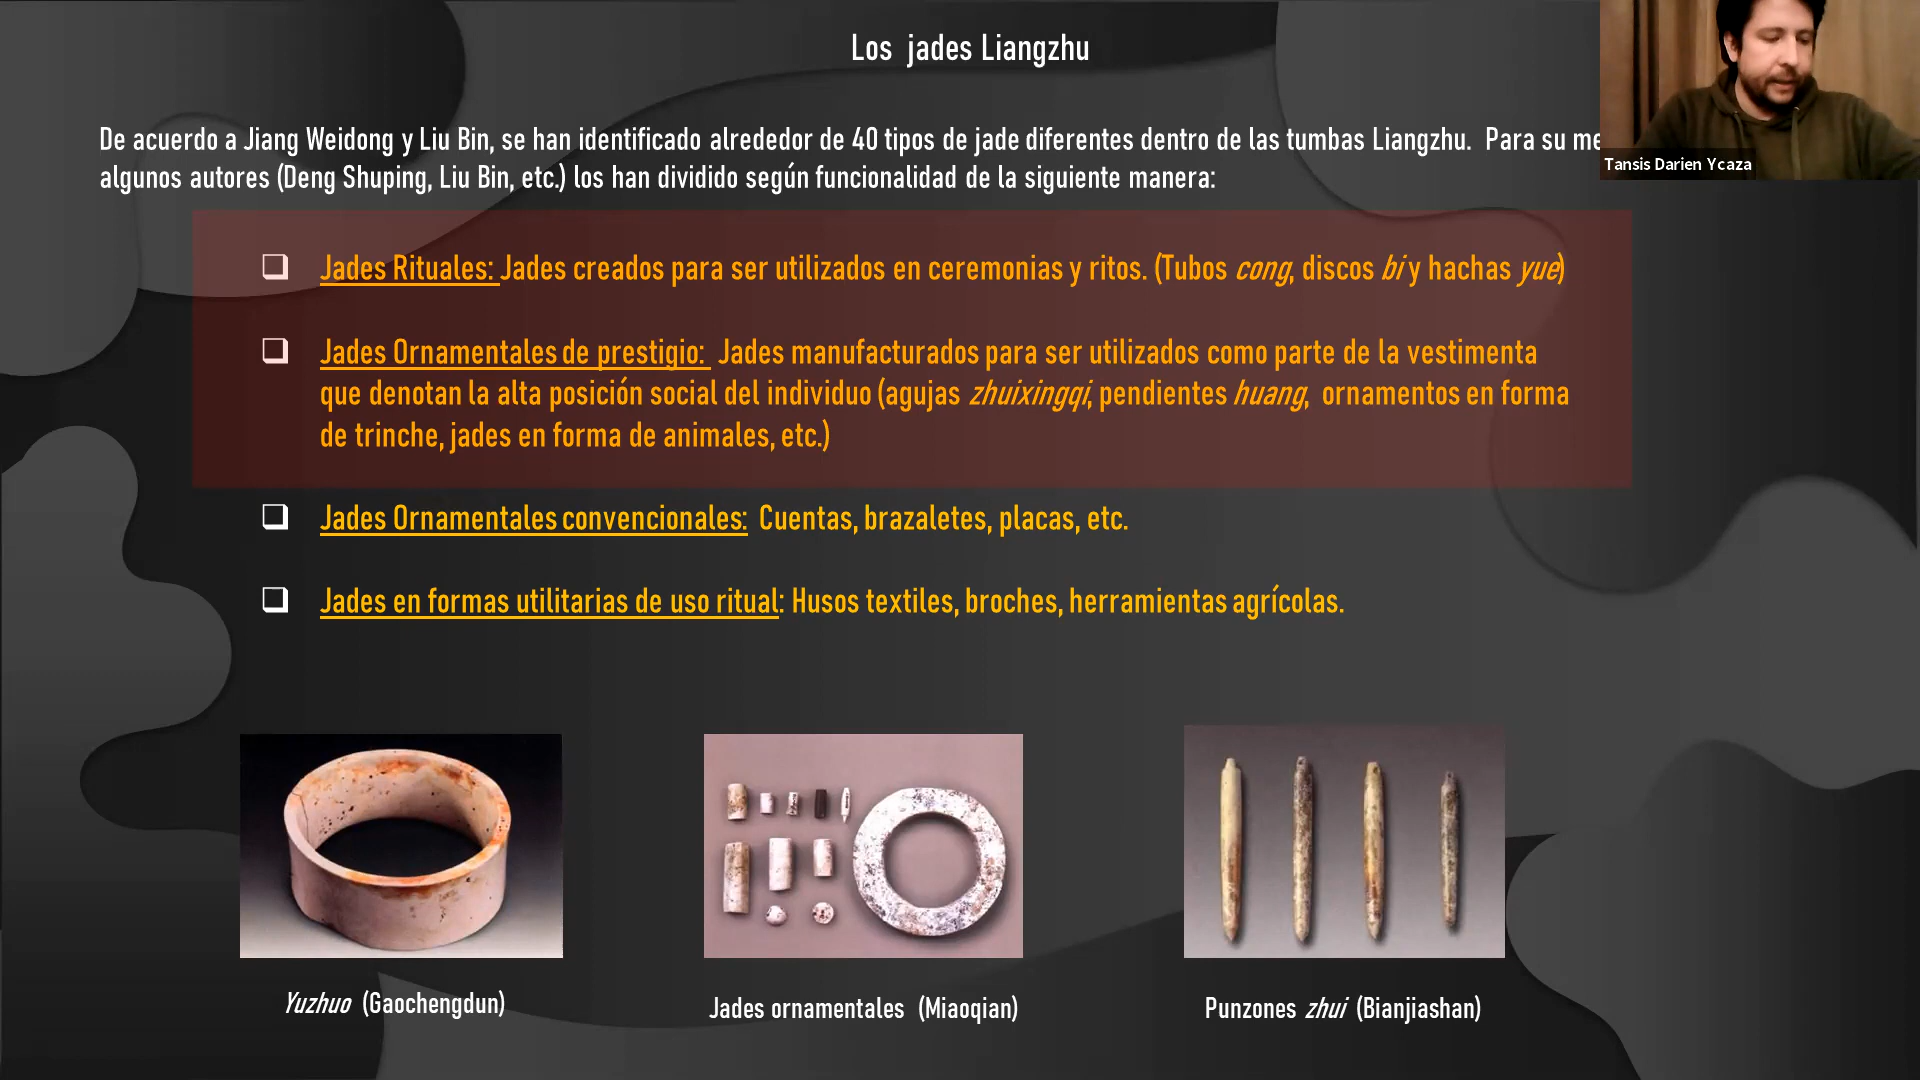 Los jades Liangzhu
De acuerdo a Jiang Weidong y Liu Bin, se han identificado alrededor de 40 tipos de jade diferentes dentro de las tumbas Liangzhu. Para su
algunos autores (Deng Shuping, Liu Bin, etc.) los han dividido según funcionalidad de la siguiente manera:
Tansis Darien Ycaza
Jades Rituales: Jades creados para ser utilizados en ceremonias y ritos. (Tubos cong, discos bi y hachas yue)
Jades Ornamentales de prestigio: Jades manufacturados para ser utilizados como parte de la vestimenta
que denotan la alta posición social del individuo (agujas zhuixingqi, pendientes huang, ornamentos en forma
de trinche, jades en forma de animales, etc.)
Jades Ornamentales convencionales: Cuentas, brazaletes, placas, etc.
Jades en formas utilitarias de uso ritual: Husos textiles, broches, herramientas agrícolas.
Yuzhuo (Gaochengdun)
Jades ornamentales (Miaoqian)
Punzones zhui (Bianjiashan)